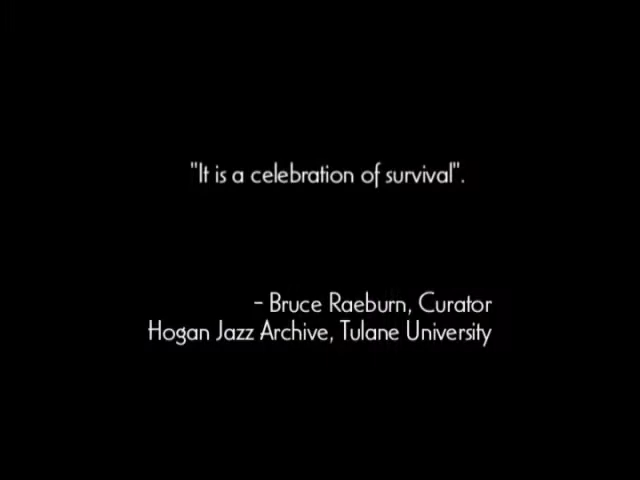 "It is a celebration of survival".
– Bruce Raeburn, Curator
Hogan Jazz Archive, Tulane University